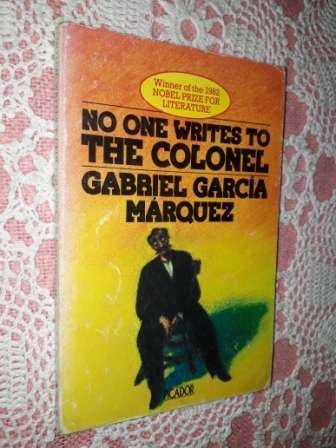 Winner of the 1982
NOBEL PRIZE FOR
LITERATURE
NO ONE WRITES TO
THE COLONEL
GABRIEL GARCÍA
MÁRQUEZ
PICADOR